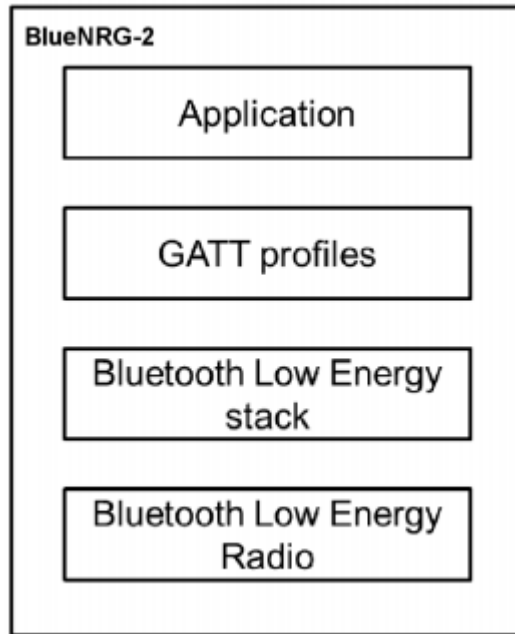 BlueNRG-2
Application
GATT profiles
Bluetooth Low Energy
stack
Bluetooth Low Energy
Radio